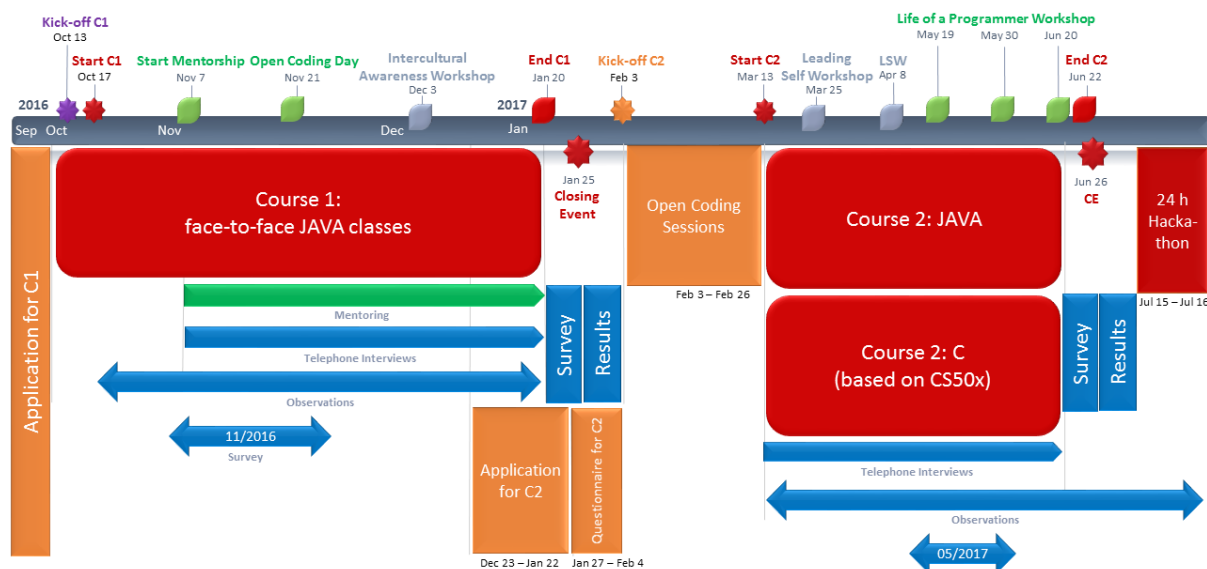 Kick-off C1
Oct 13
Start C1
Oct 17
Start Mentorship
Nov 7
Open Coding Day
Nov 21
Intercultural
Awareness Workshop
Dec 3
End C1
Jan 20
Kick-off C2
Feb 3
Start C2
Mar 13
Leading
Self Workshop
Mar 25
LSW
Apr 8
Life of a Programmer Workshop
May 19
May 30
Jun 20
End C2
Jun 22
2016
2017
Sep
Oct
Nov
Dec
Jan
Application for C1
Course 1:
face-to-face JAVA classes
Jan 25
Closing
Event
Open Coding
Sessions
Feb 3 – Feb 26
Course 2: JAVA
Jun 26
CE
24 h
Hacka-
thon
Jul 15 – Jul 16
Mentoring
Telephone Interviews
Observations
11/2016
Survey
Survey
Results
Application
for C2
Dec 23 – Jan 22
Questionnaire for C2
Jan 27 – Feb 4
Course 2: C
(based on CS50x)
Survey
Results
Telephone Interviews
Observations
05/2017